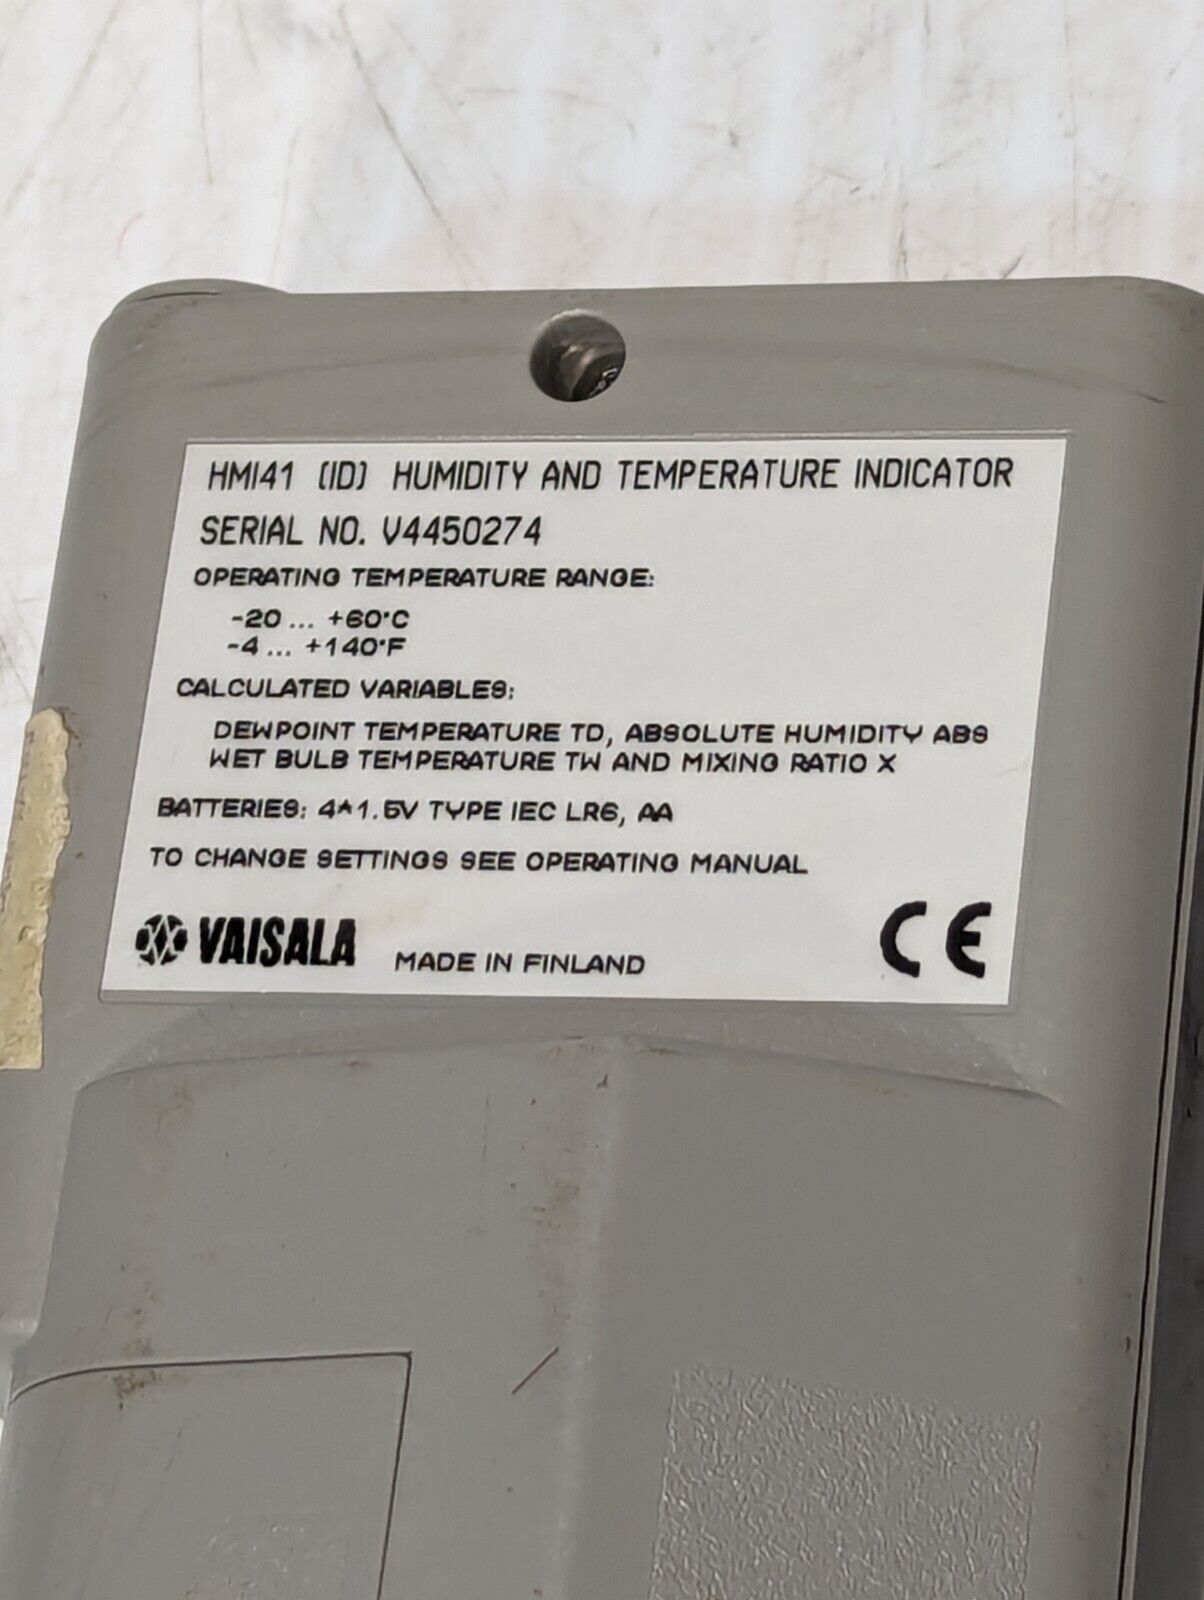 HMI41 (ID) HUMIDITY AND TEMPERATURE INDICATOR
SERIAL NO. V4450274
OPERATING TEMPERATURE RANGE:
-20 ... +60°C
-4 ... +140°F
CALCULATED VARIABLES:
DEWPOINT TEMPERATURE TD, ABSOLUTE HUMIDITY ABS
WET BULB TEMPERATURE TW AND MIXING RATIO X
BATTERIES: 4*1.5V TYPE IEC LR6, AA
TO CHANGE SETTINGS SEE OPERATING MANUAL
VAISALA MADE IN FINLAND CE